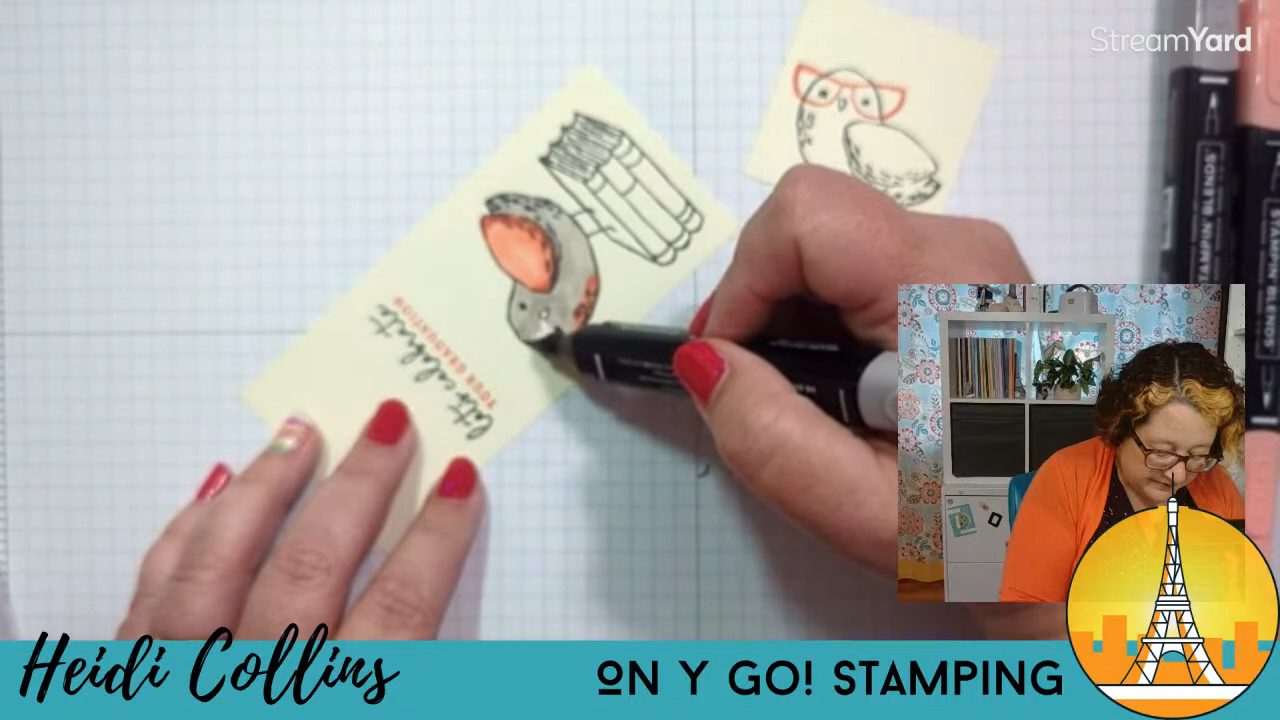 StreamYard
let's celebrate
YOUR GRADUATION
STAMPIN' BLENDS
STAMPIN' BLENDS
Heidi Collins
ON Y GO! STAMPING